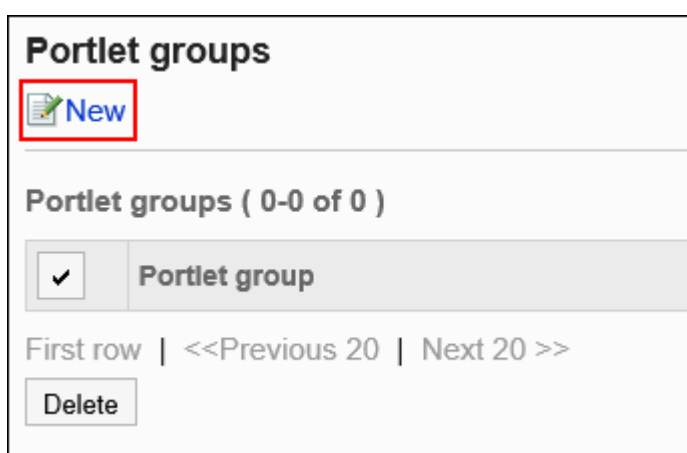 Portlet groups
New
Portlet groups ( 0-0 of 0 )
Portlet group
First row | <<Previous 20 | Next 20 >>
Delete